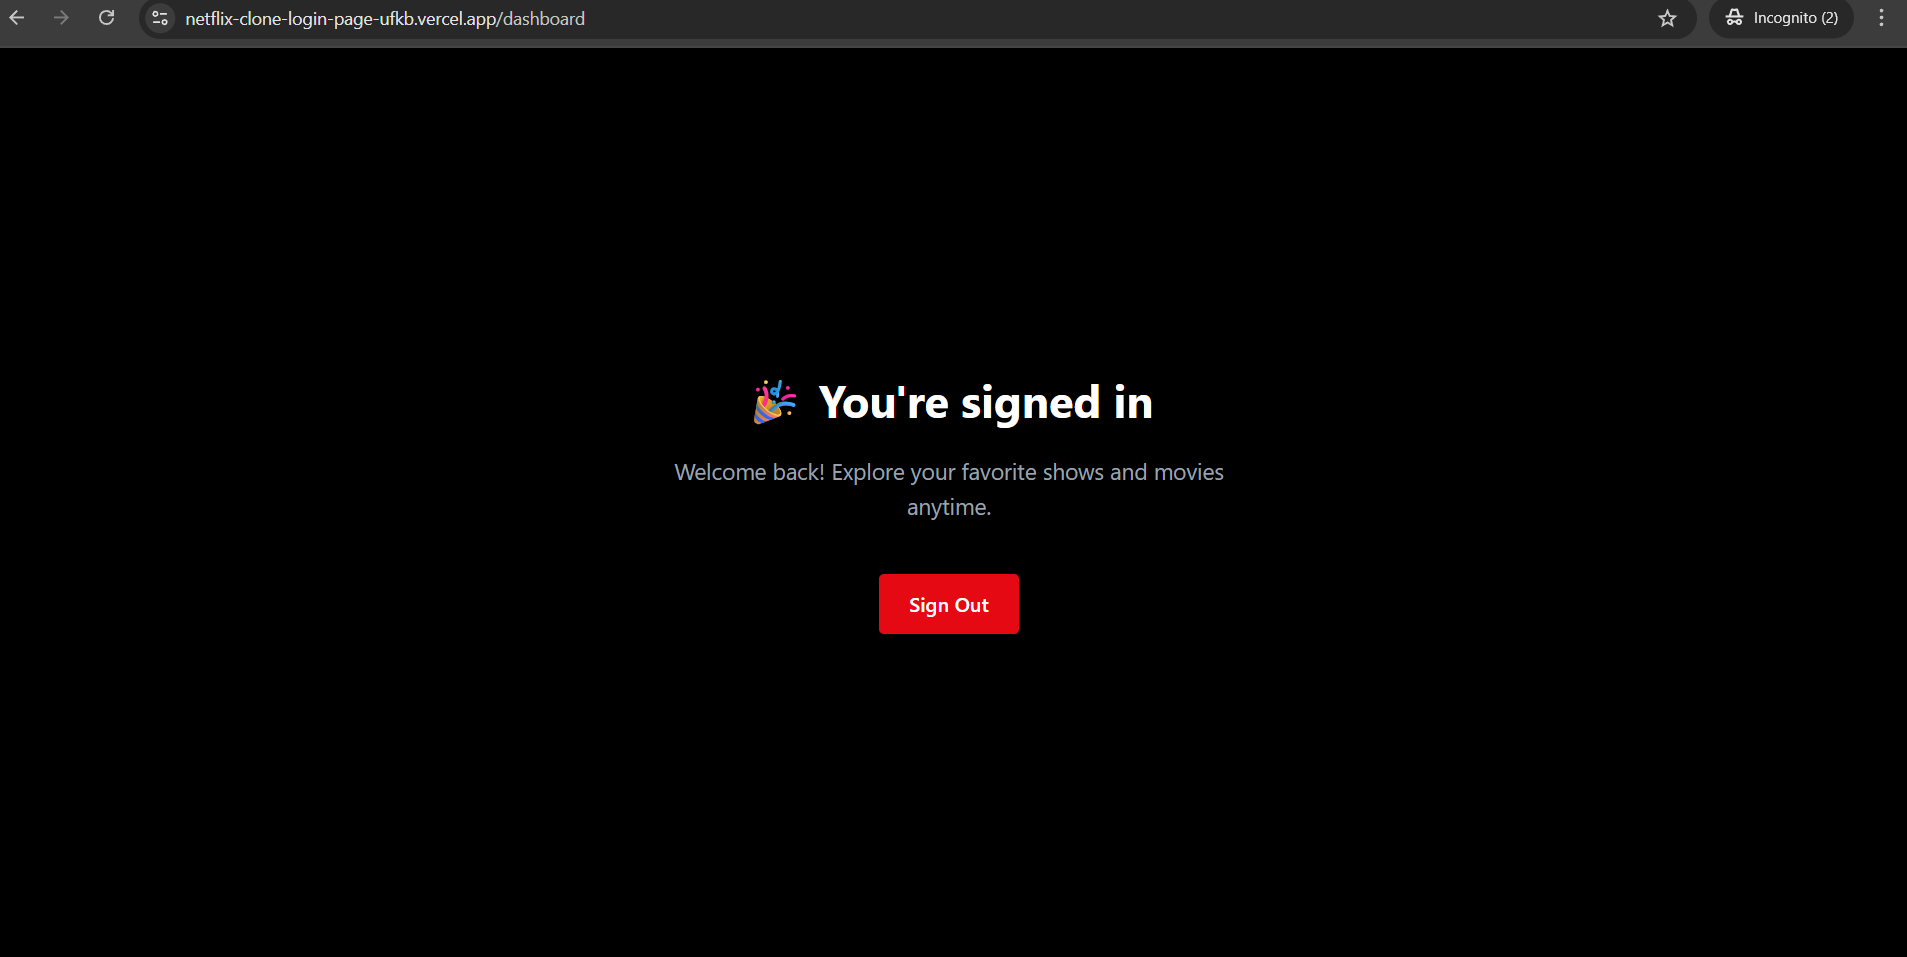 netflix-clone-login-page-ufkb.vercel.app/dashboard
Incognito (2)
You're signed in
Welcome back! Explore your favorite shows and movies
anytime.
Sign Out